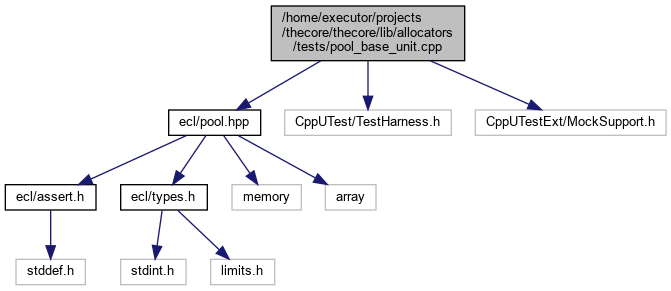 /home/executor/projects
/thecore/thecore/lib/allocators
/tests/pool_base_unit.cpp
ecl/pool.hpp
CppUTest/TestHarness.h
CppUTestExt/MockSupport.h
ecl/assert.h
ecl/types.h
memory
array
stddef.h
stdint.h
limits.h